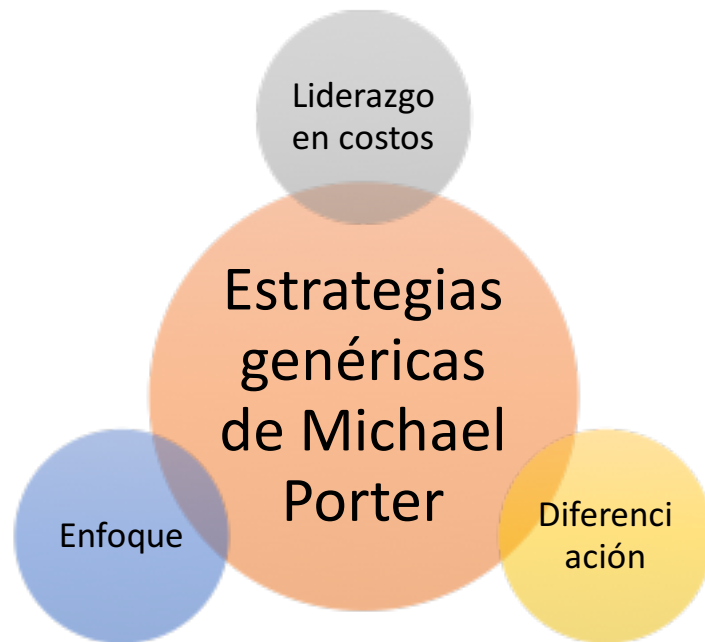 Liderazgo
en costos
Estrategias
genéricas
de Michael
Porter
Enfoque
Diferenci
ación